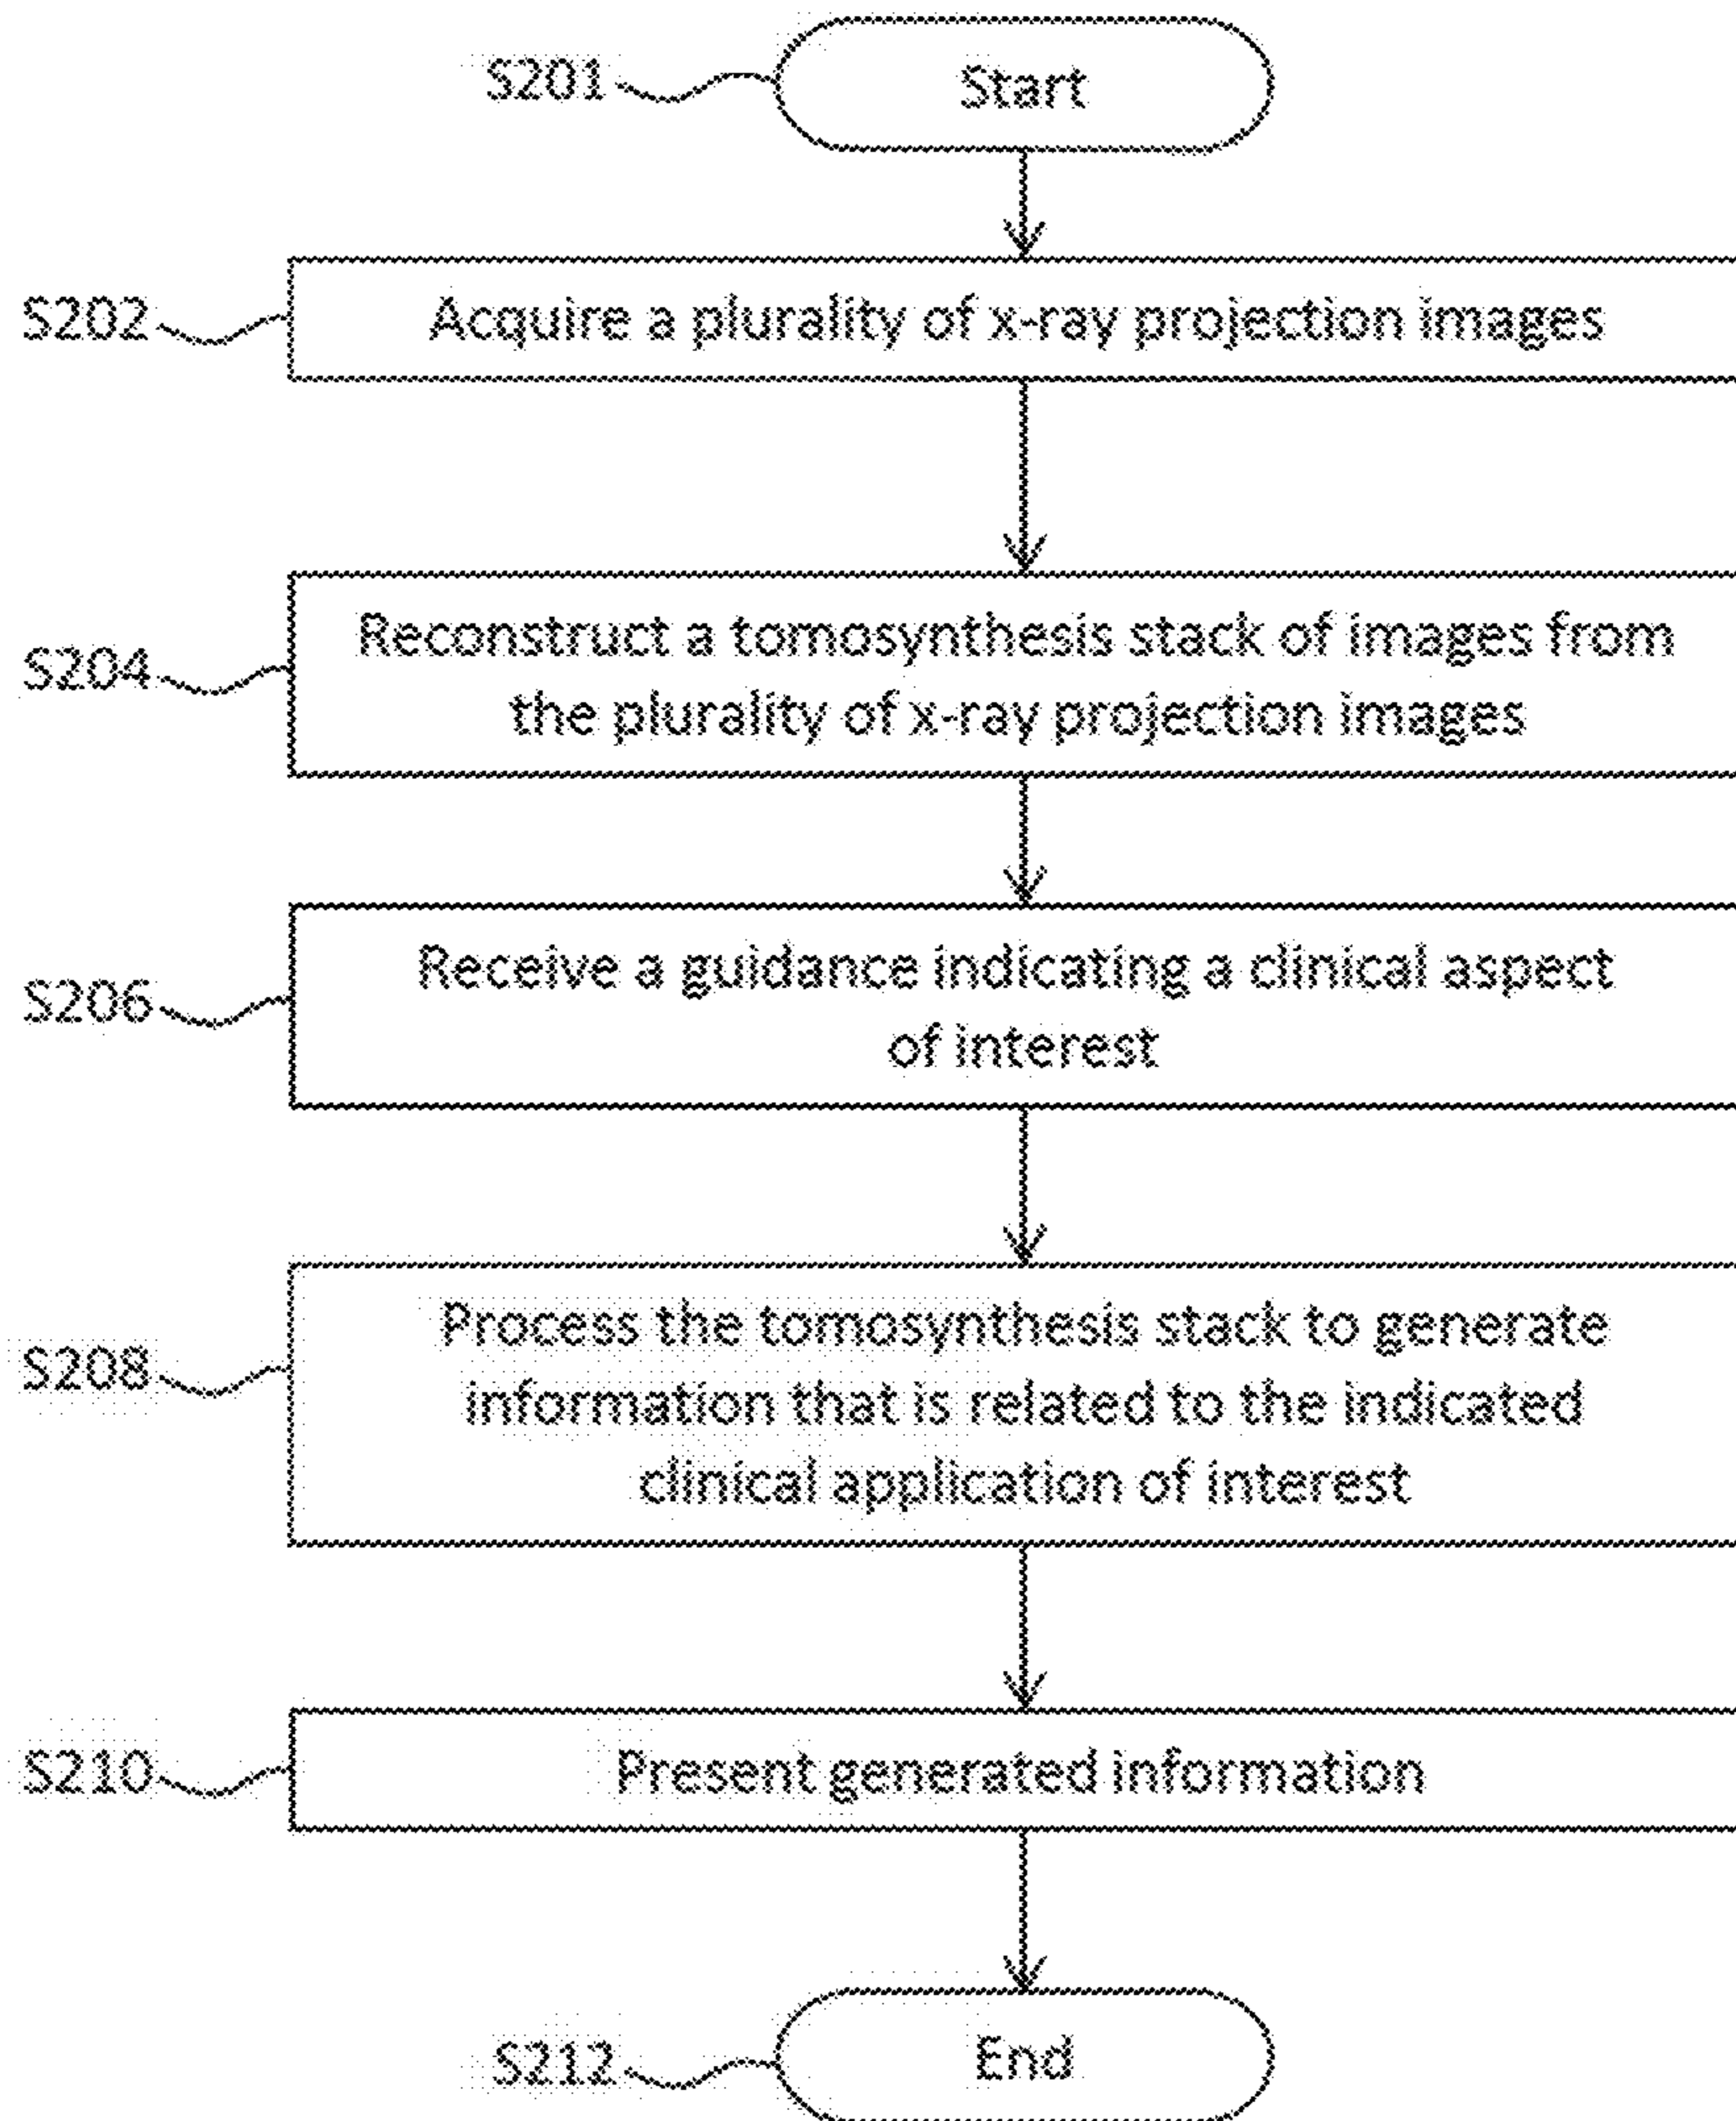 S201 Start
S202 Acquire a plurality of x-ray projection images
Reconstruct a tomosynthesis stack of images from
S204
the plurality of x-ray projection images
Receive a guidance indicating a clinical aspect
S206
of interest
Process the tomosynthesis stack to generate
S208
information that is related to the indicated
clinical application of interest
S210 Present generated information
S212 End